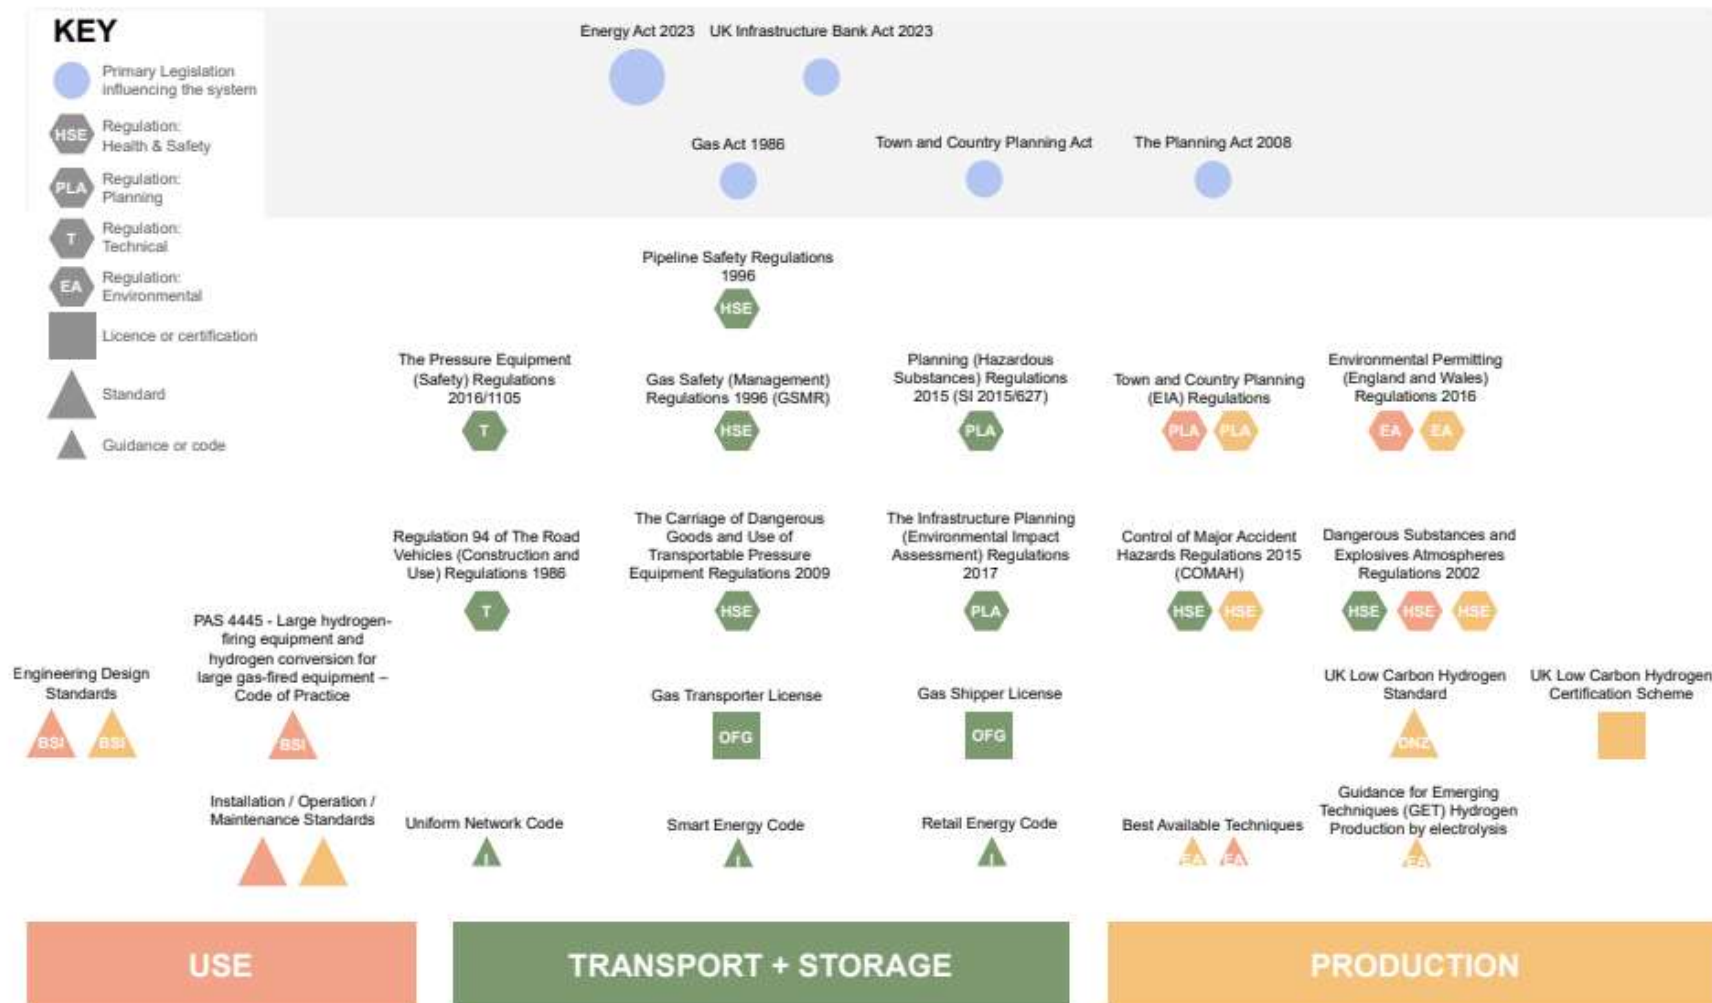 KEY
Primary Legislation
influencing the system
HSE
Regulation:
Health & Safety
PLA
Regulation:
Planning
T
Regulation:
Technical
EA
Regulation:
Environmental
Licence or certification
Standard
Guidance or code
Energy Act 2023
UK Infrastructure Bank Act 2023
Gas Act 1986
Town and Country Planning Act
The Planning Act 2008
Pipeline Safety Regulations
1996
HSE
The Pressure Equipment
(Safety) Regulations
2016/1105
T
Gas Safety (Management)
Regulations 1996 (GSMR)
HSE
Planning (Hazardous
Substances) Regulations
2015 (SI 2015/627)
PLA
Town and Country Planning
(EIA) Regulations
PLA PLA
Environmental Permitting
(England and Wales)
Regulations 2016
EA EA
Regulation 94 of The Road
Vehicles (Construction and
Use) Regulations 1986
T
The Carriage of Dangerous
Goods and Use of
Transportable Pressure
Equipment Regulations 2009
HSE
The Infrastructure Planning
(Environmental Impact
Assessment) Regulations
2017
PLA
Control of Major Accident
Hazards Regulations 2015
(COMAH)
HSE HSE
Dangerous Substances and
Explosives Atmospheres
Regulations 2002
HSE HSE HSE
Engineering Design
Standards
BSI BSI
PAS 4445 - Large hydrogen-
firing equipment and
hydrogen conversion for
large gas-fired equipment –
Code of Practice
BSI
Gas Transporter License
OFG
Gas Shipper License
OFG
UK Low Carbon Hydrogen
Standard
DNZ
UK Low Carbon Hydrogen
Certification Scheme
Installation / Operation /
Maintenance Standards
Uniform Network Code
I
Smart Energy Code
I
Retail Energy Code
I
Best Available Techniques
EA EA
Guidance for Emerging
Techniques (GET) Hydrogen
Production by electrolysis
EA
USE
TRANSPORT + STORAGE
PRODUCTION